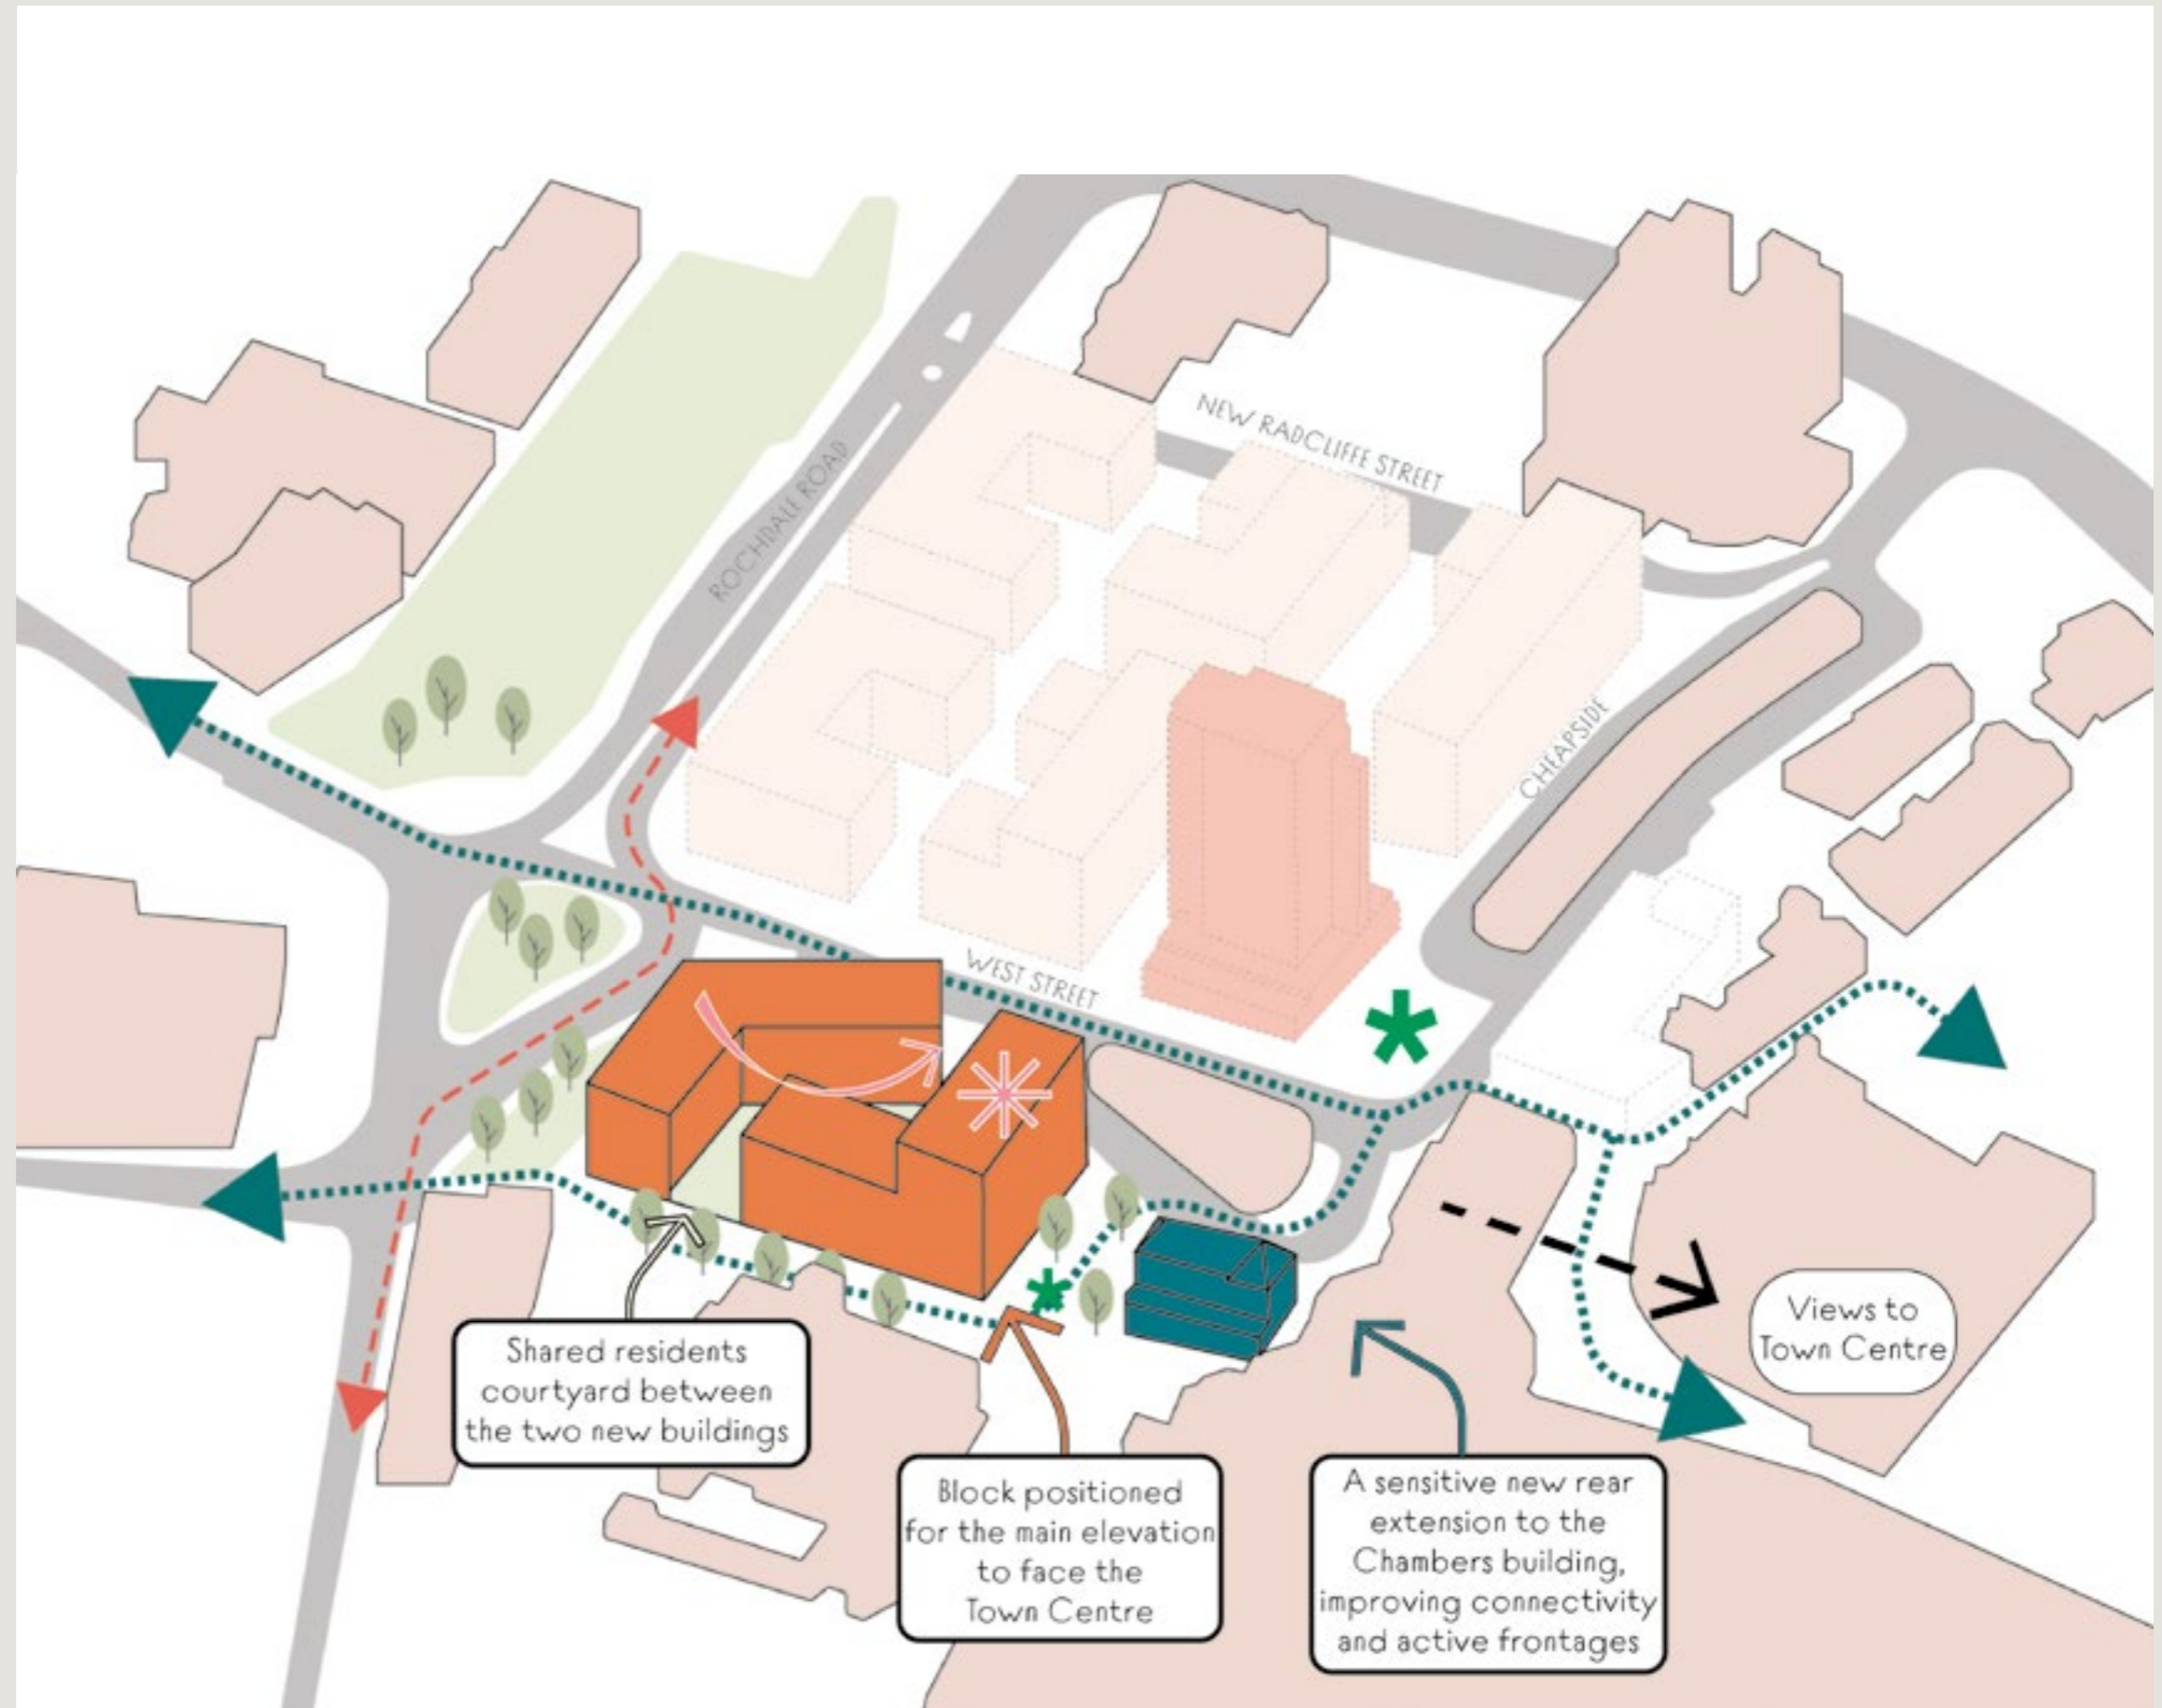 NEW RADCLIFFE STREET
ROCHDALE ROAD
CHEAPSIDE
WEST STREET
Views to
Town Centre
Shared residents
courtyard between
the two new buildings
Block positioned
for the main elevation
to face the
Town Centre
A sensitive new rear
extension to the
Chambers building,
improving connectivity
and active frontages